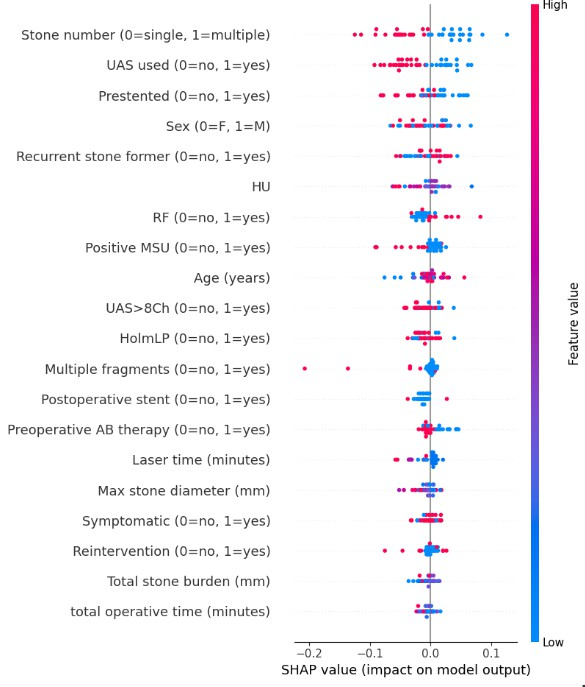 High
Stone number (0=single, 1=multiple)
UAS used (0=no, 1=yes)
Prestented (0=no, 1=yes)
Sex (0=F, 1=M)
Recurrent stone former (0=no, 1=yes)
HU
RF (0=no, 1=yes)
Positive MSU (0=no, 1=yes)
Age (years)
UAS>8Ch (0=no, 1=yes)
HolmLP (0=no, 1=yes)
Multiple fragments (0=no, 1=yes)
Postoperative stent (0=no, 1=yes)
Preoperative AB therapy (0=no, 1=yes)
Laser time (minutes)
Max stone diameter (mm)
Symptomatic (0=no, 1=yes)
Reintervention (0=no, 1=yes)
Total stone burden (mm)
total operative time (minutes)
Feature value
Low
−0.2 −0.1 0.0 0.1
SHAP value (impact on model output)